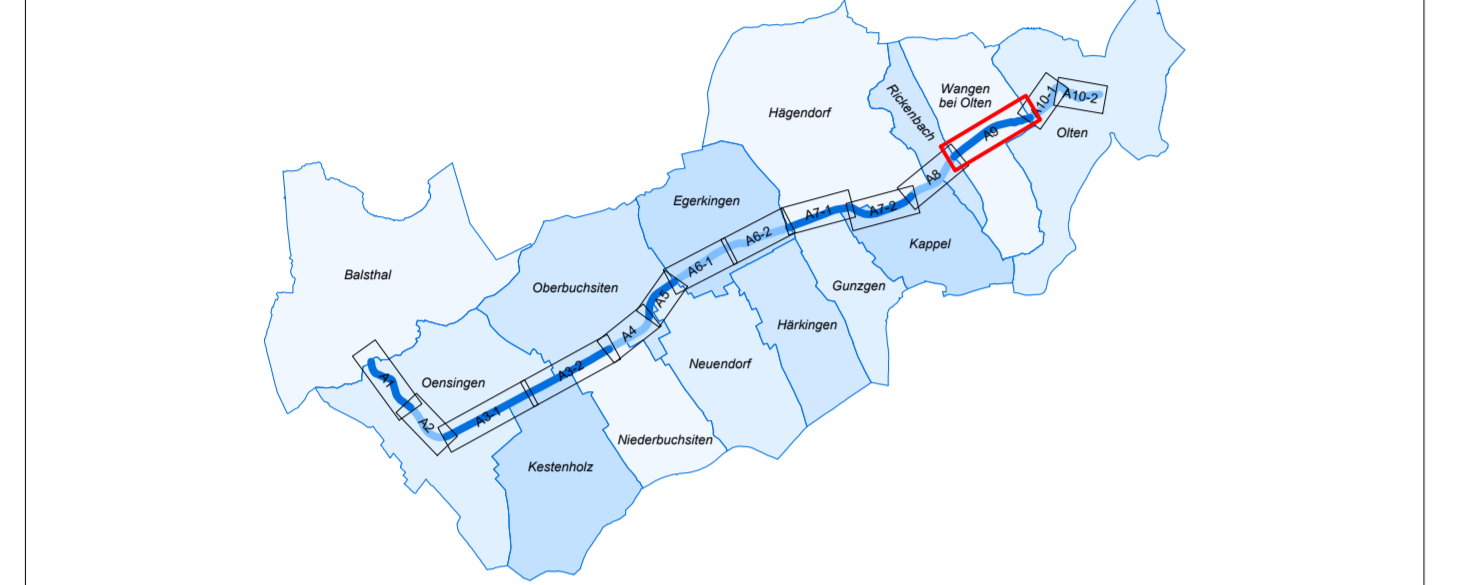 Hägendorf
Wangen
bei Olten
Rickenbach
A10-1
A10-2
Olten
A9
A8
Egerkingen
A7-1
A7-2
A6-2
Kappel
A6-1
Balsthal
Oberbuchsiten
Gunzgen
A5
Härkingen
A4
Neuendorf
A3-2
A1
Oensingen
A3-1
A2
Niederbuchsiten
Kestenholz